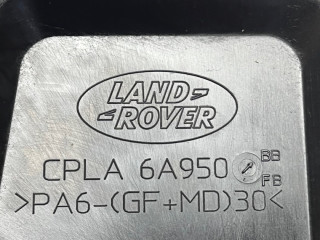 LAND
ROVER
CPLA 6A950 BB
FB
>PA6-(GF+MD)30<